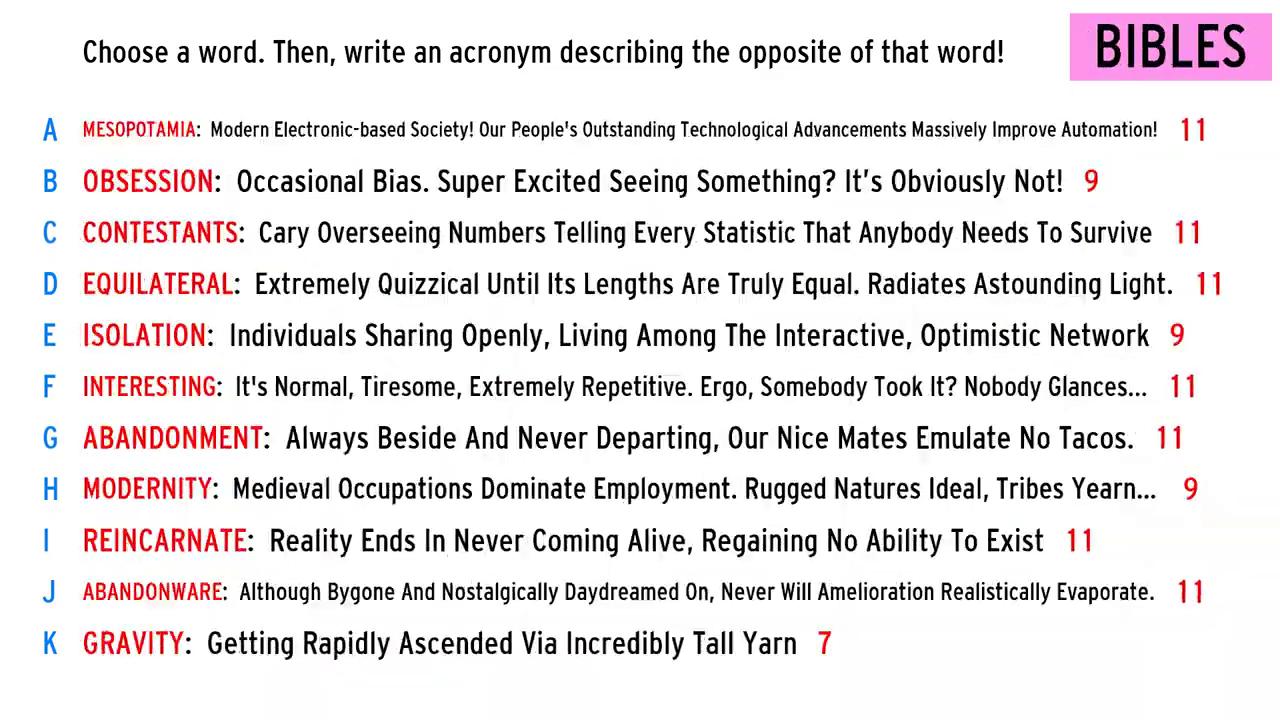 Choose a word. Then, write an acronym describing the opposite of that word!
BIBLES
A MESOPOTAMIA: Modern Electronic-based Society! Our People's Outstanding Technological Advancements Massively Improve Automation! 11
B OBSESSION: Occasional Bias. Super Excited Seeing Something? It’s Obviously Not! 9
C CONTESTANTS: Cary Overseeing Numbers Telling Every Statistic That Anybody Needs To Survive 11
D EQUILATERAL: Extremely Quizzical Until Its Lengths Are Truly Equal. Radiates Astounding Light. 11
E ISOLATION: Individuals Sharing Openly, Living Among The Interactive, Optimistic Network 9
F INTERESTING: It's Normal, Tiresome, Extremely Repetitive. Ergo, Somebody Took It? Nobody Glances... 11
G ABANDONMENT: Always Beside And Never Departing, Our Nice Mates Emulate No Tacos. 11
H MODERNITY: Medieval Occupations Dominate Employment. Rugged Natures Ideal, Tribes Yearn... 9
I REINCARNATE: Reality Ends In Never Coming Alive, Regaining No Ability To Exist 11
J ABANDONWARE: Although Bygone And Nostalgically Daydreamed On, Never Will Amelioration Realistically Evaporate. 11
K GRAVITY: Getting Rapidly Ascended Via Incredibly Tall Yarn 7